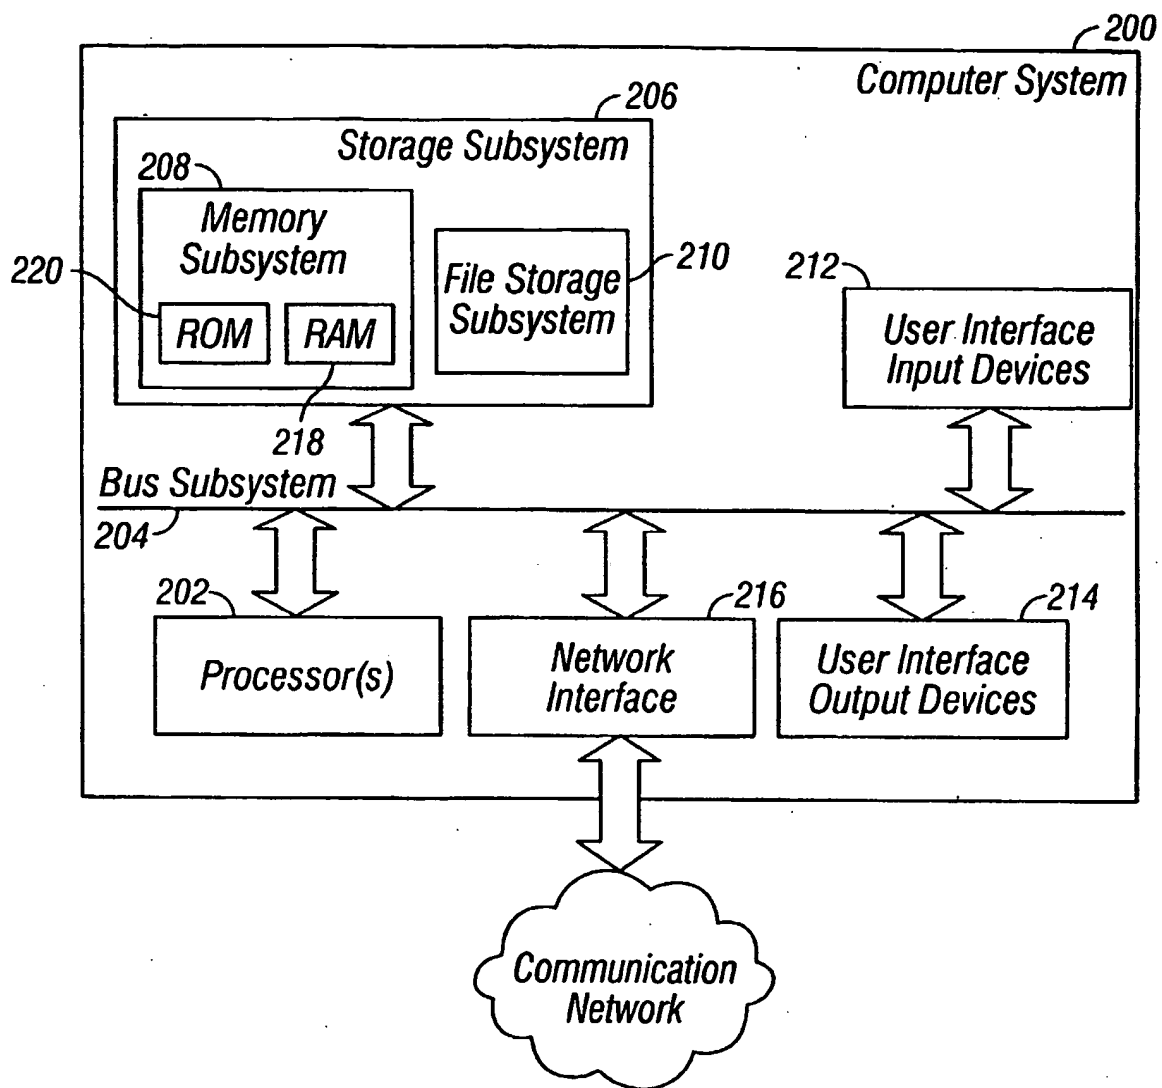 200
Computer System
206
Storage Subsystem
208
Memory
Subsystem
220
ROM
RAM
218
File Storage
Subsystem
210
212
User Interface
Input Devices
Bus Subsystem
204
202
Processor(s)
216
Network
Interface
214
User Interface
Output Devices
Communication
Network